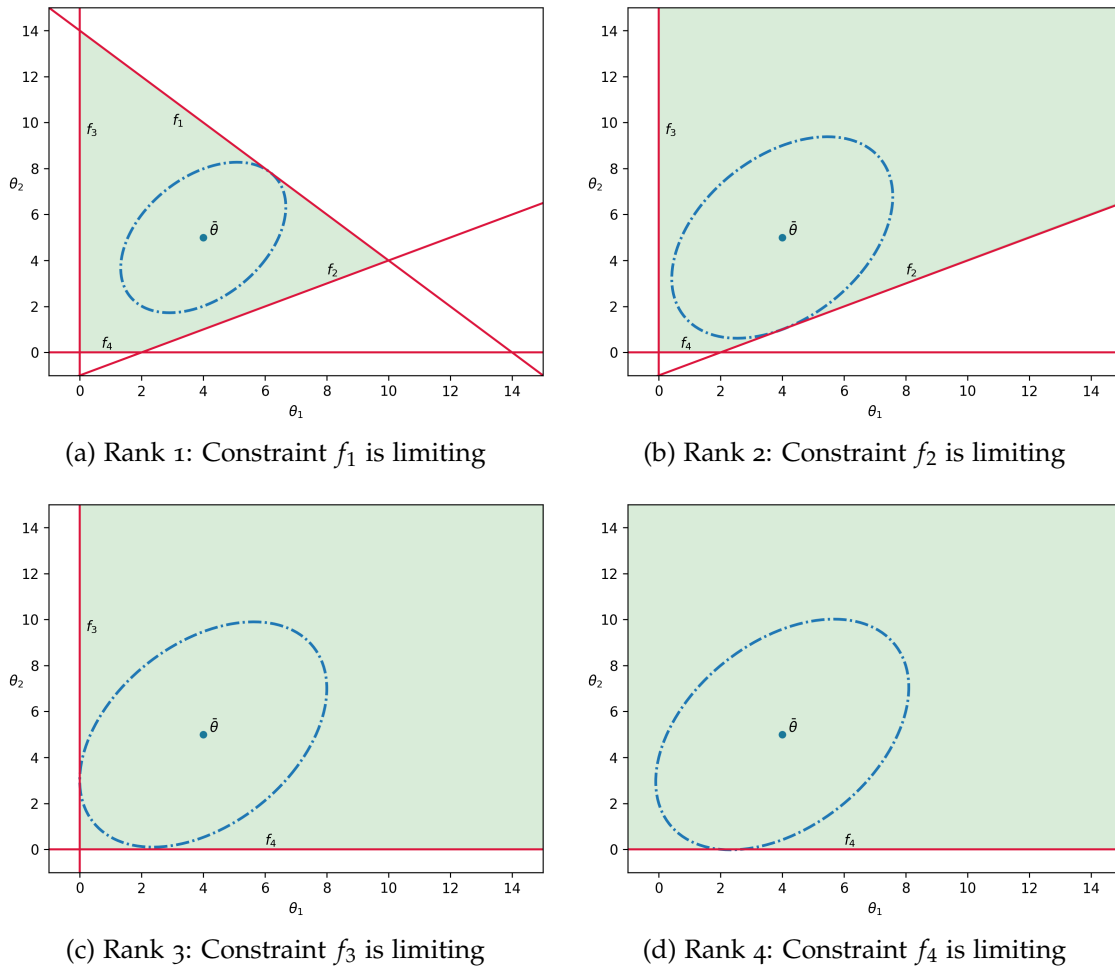 14
12
10
8
6
4
2
0
θ₂
f₃
f₁
θ̄
f₂
f₄
0 2 4 6 8 10 12 14
θ₁
(a) Rank 1: Constraint f₁ is limiting
14
12
10
8
6
4
2
0
θ₂
f₃
θ̄
f₂
f₄
0 2 4 6 8 10 12 14
θ₁
(b) Rank 2: Constraint f₂ is limiting
14
12
10
8
6
4
2
0
θ₂
f₃
θ̄
f₄
0 2 4 6 8 10 12 14
θ₁
(c) Rank 3: Constraint f₃ is limiting
14
12
10
8
6
4
2
0
θ₂
θ̄
f₄
0 2 4 6 8 10 12 14
θ₁
(d) Rank 4: Constraint f₄ is limiting